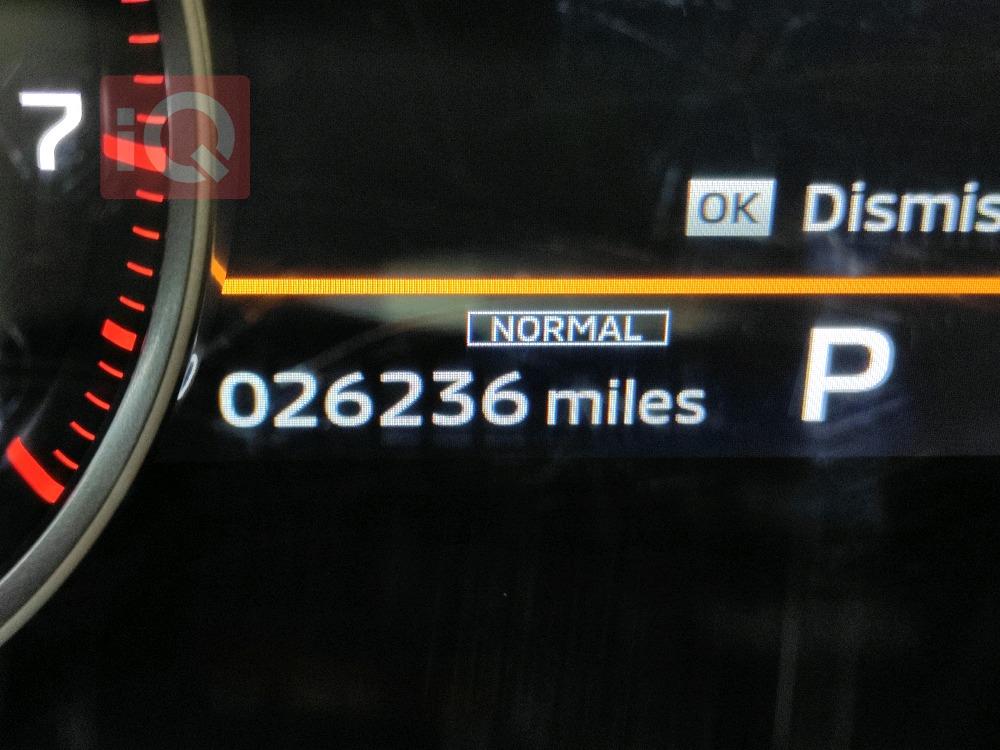 7
iQ
OK Dismis
NORMAL
026236 miles
P